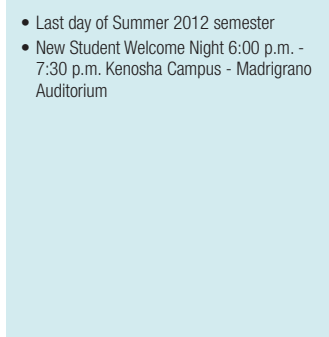 • Last day of Summer 2012 semester
• New Student Welcome Night 6:00 p.m. -
7:30 p.m. Kenosha Campus - Madrigrano
Auditorium